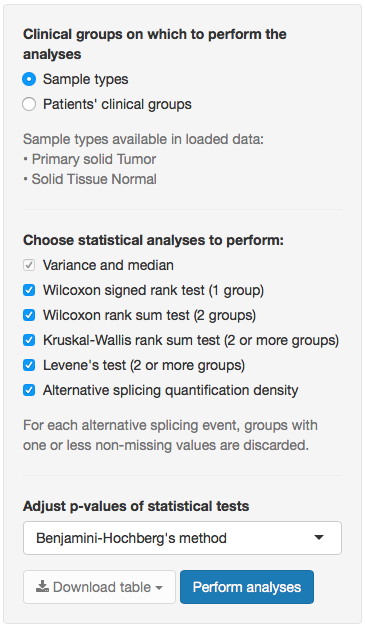 Clinical groups on which to perform the
analyses
Sample types
Patients' clinical groups
Sample types available in loaded data:
• Primary solid Tumor
• Solid Tissue Normal
Choose statistical analyses to perform:
Variance and median
Wilcoxon signed rank test (1 group)
Wilcoxon rank sum test (2 groups)
Kruskal-Wallis rank sum test (2 or more groups)
Levene's test (2 or more groups)
Alternative splicing quantification density
For each alternative splicing event, groups with
one or less non-missing values are discarded.
Adjust p-values of statistical tests
Benjamini-Hochberg's method
Download table
Perform analyses